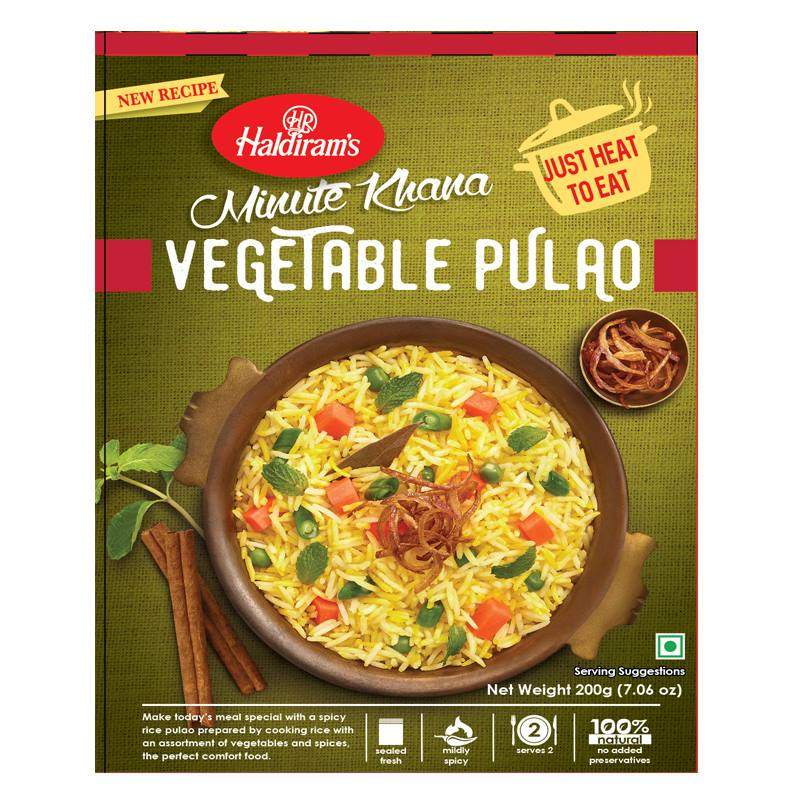 NEW RECIPE
HR
Haldiram's
Minute Khana
JUST HEAT
TO EAT
VEGETABLE PULAO
Serving Suggestions
Net Weight 200g (7.06 oz)
Make today's meal special with a spicy
rice pulao prepared by cooking rice with
an assortment of vegetables and spices,
the perfect comfort food.
sealed
fresh
mildly
spicy
2
serves 2
100%
natural
no added
preservatives